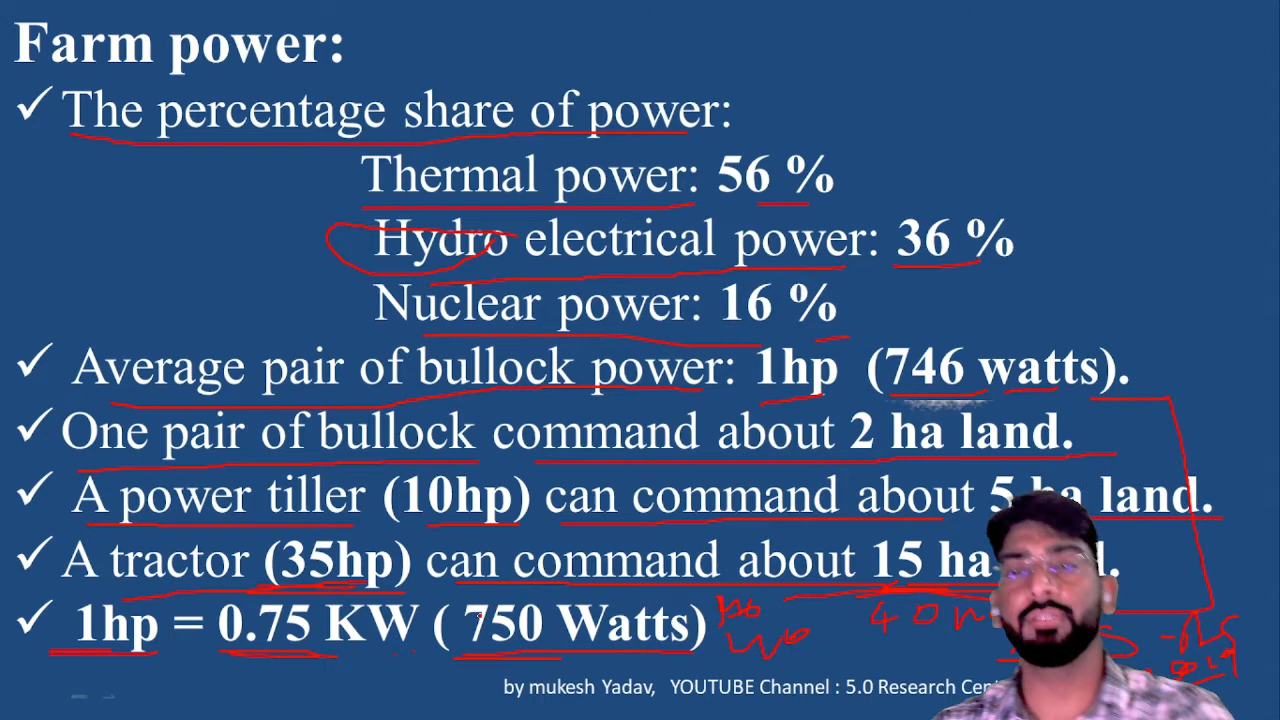 Farm power:
✓ The percentage share of power:
Thermal power: 56 %
Hydro electrical power: 36 %
Nuclear power: 16 %
✓ Average pair of bullock power: 1hp (746 watts).
✓ One pair of bullock command about 2 ha land.
✓ A power tiller (10hp) can command about 5 ha land.
✓ A tractor (35hp) can command about 15 ha
✓ 1hp = 0.75 KW ( 750 Watts)
by mukesh Yadav, YOUTUBE Channel : 5.0 Research